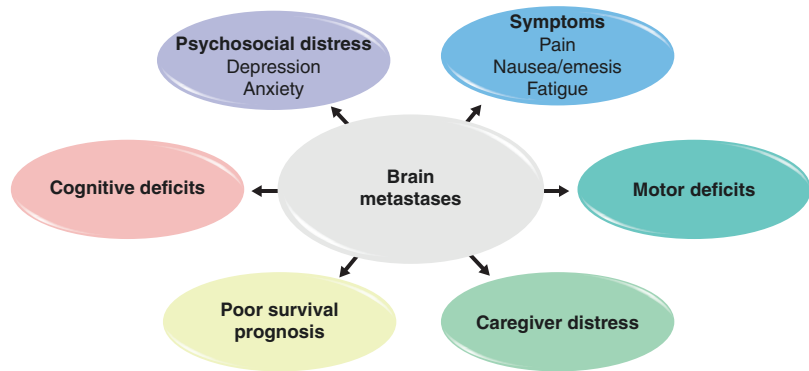 Psychosocial distress
Depression
Anxiety
Symptoms
Pain
Nausea/emesis
Fatigue
Cognitive deficits
Brain
metastases
Motor deficits
Poor survival
prognosis
Caregiver distress